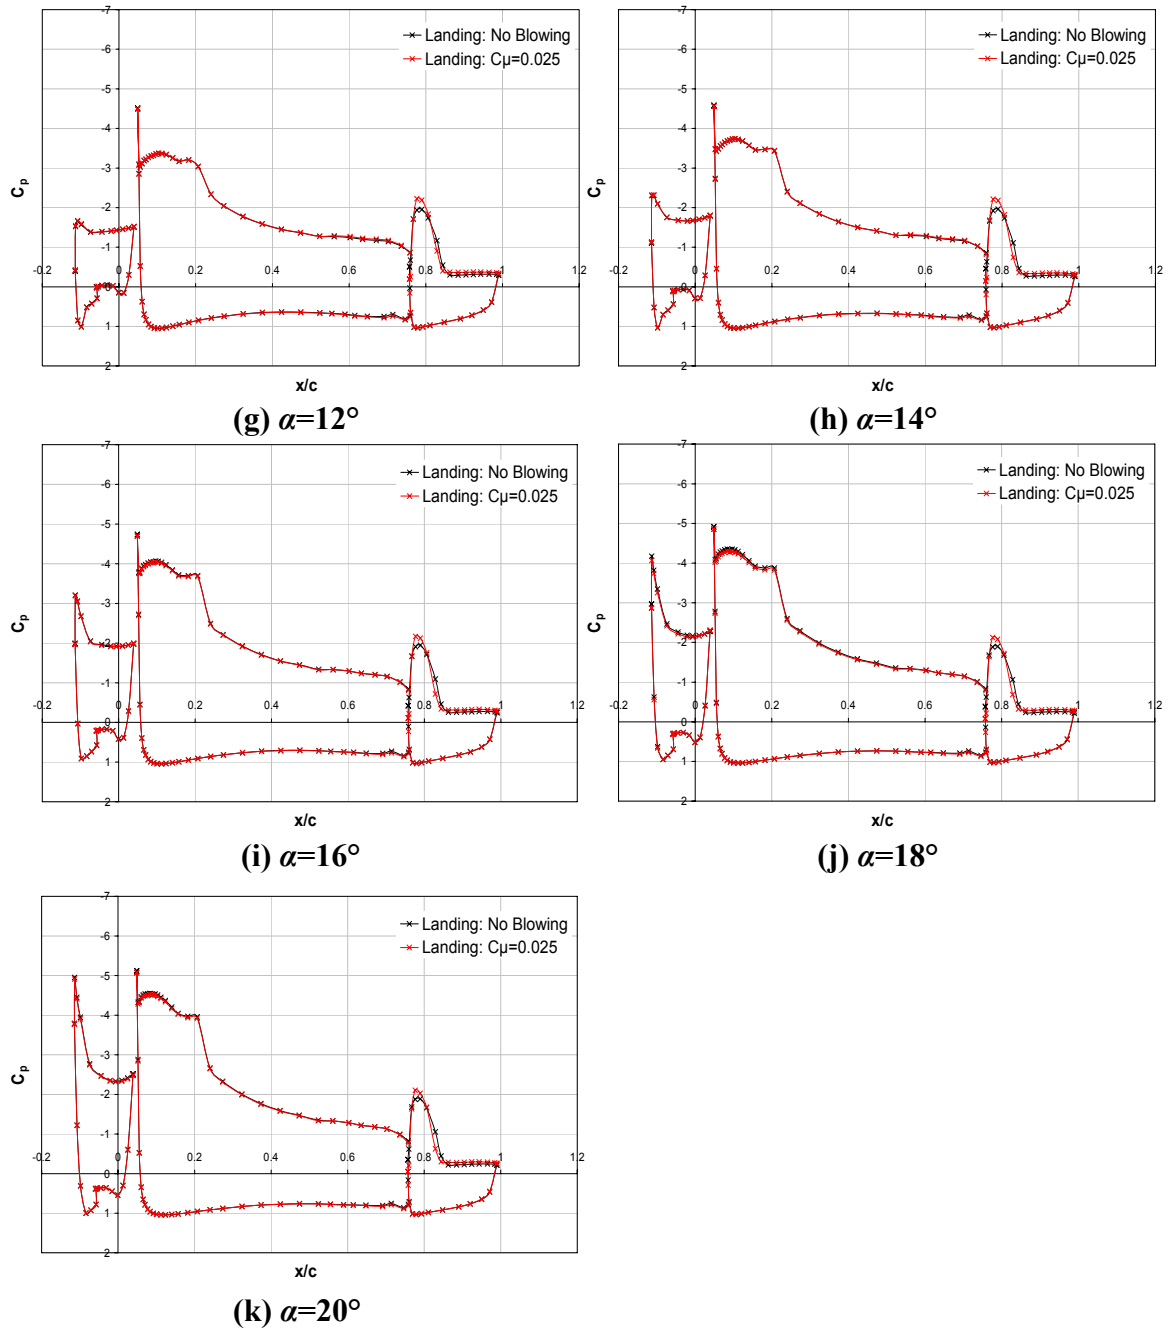 -7
-6
-5
-4
-3
-2
-1
0
1
2
-0.2 0 0.2 0.4 0.6 0.8 1 1.2
Cp
x/c
Landing: No Blowing
Landing: Cμ=0.025
(g) α=12°
-7
-6
-5
-4
-3
-2
-1
0
1
2
-0.2 0 0.2 0.4 0.6 0.8 1 1.2
Cp
x/c
Landing: No Blowing
Landing: Cμ=0.025
(h) α=14°
-7
-6
-5
-4
-3
-2
-1
0
1
2
-0.2 0 0.2 0.4 0.6 0.8 1 1.2
Cp
x/c
Landing: No Blowing
Landing: Cμ=0.025
(i) α=16°
-7
-6
-5
-4
-3
-2
-1
0
1
2
-0.2 0 0.2 0.4 0.6 0.8 1 1.2
Cp
x/c
Landing: No Blowing
Landing: Cμ=0.025
(j) α=18°
-7
-6
-5
-4
-3
-2
-1
0
1
2
-0.2 0 0.2 0.4 0.6 0.8 1 1.2
Cp
x/c
Landing: No Blowing
Landing: Cμ=0.025
(k) α=20°